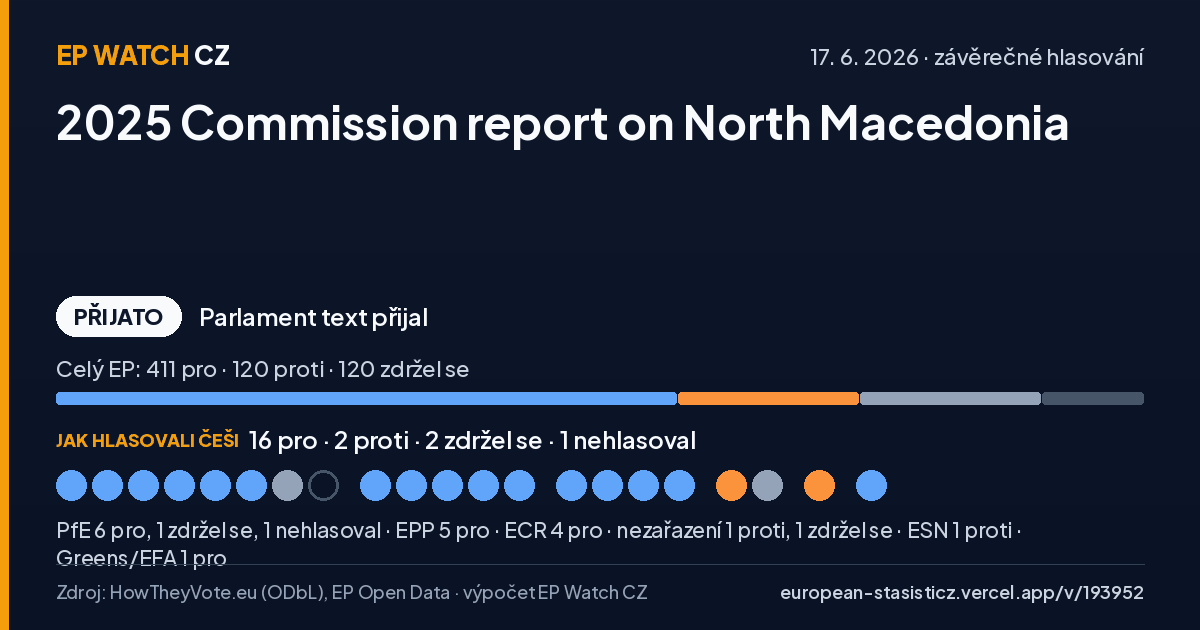 EP WATCH CZ
17. 6. 2026 · závěrečné hlasování
2025 Commission report on North Macedonia
PŘIJATO Parlament text přijal
Celý EP: 411 pro · 120 proti · 120 zdržel se
JAK HLASOVALI ČEŠI 16 pro · 2 proti · 2 zdržel se · 1 nehlasoval
PfE 6 pro, 1 zdržel se, 1 nehlasoval · EPP 5 pro · ECR 4 pro · nezařazení 1 proti, 1 zdržel se · ESN 1 proti ·
Greens/EFA 1 pro
Zdroj: HowTheyVote.eu (ODbL), EP Open Data · výpočet EP Watch CZ
european-stasisticz.vercel.app/v/193952